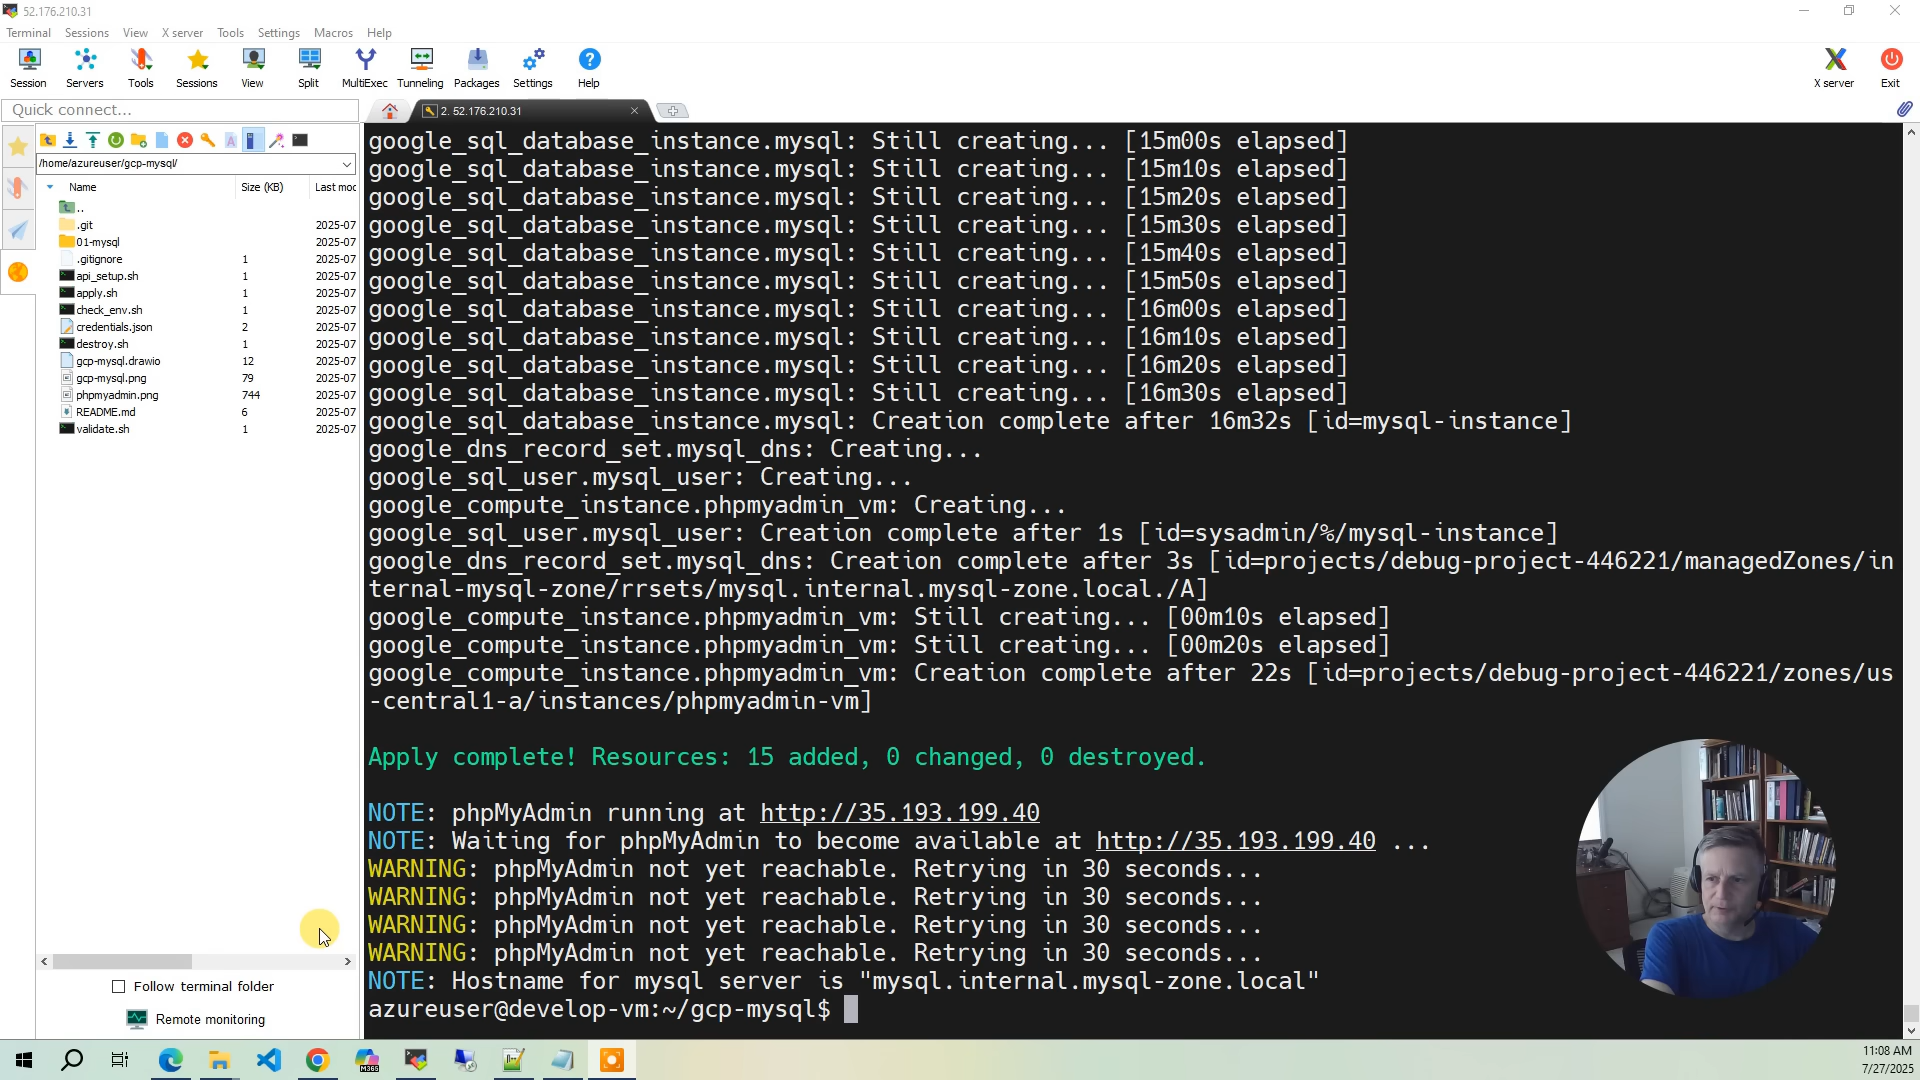 52.176.210.31
Terminal Sessions View X server Tools Settings Macros Help
Session Servers Tools Sessions View Split MultiExec Tunneling Packages Settings Help X server Exit
Quick connect...
2. 52.176.210.31
/home/azureuser/gcp-mysql/
Name Size (KB) Last moc
..
.git 2025-07
01-mysql 2025-07
.gitignore 1 2025-07
api_setup.sh 1 2025-07
apply.sh 1 2025-07
check_env.sh 1 2025-07
credentials.json 2 2025-07
destroy.sh 1 2025-07
gcp-mysql.drawio 12 2025-07
gcp-mysql.png 79 2025-07
phpmyadmin.png 744 2025-07
README.md 6 2025-07
validate.sh 1 2025-07
Follow terminal folder
Remote monitoring
google_sql_database_instance.mysql: Still creating... [15m00s elapsed]
google_sql_database_instance.mysql: Still creating... [15m10s elapsed]
google_sql_database_instance.mysql: Still creating... [15m20s elapsed]
google_sql_database_instance.mysql: Still creating... [15m30s elapsed]
google_sql_database_instance.mysql: Still creating... [15m40s elapsed]
google_sql_database_instance.mysql: Still creating... [15m50s elapsed]
google_sql_database_instance.mysql: Still creating... [16m00s elapsed]
google_sql_database_instance.mysql: Still creating... [16m10s elapsed]
google_sql_database_instance.mysql: Still creating... [16m20s elapsed]
google_sql_database_instance.mysql: Still creating... [16m30s elapsed]
google_sql_database_instance.mysql: Creation complete after 16m32s [id=mysql-instance]
google_dns_record_set.mysql_dns: Creating...
google_sql_user.mysql_user: Creating...
google_compute_instance.phpmyadmin_vm: Creating...
google_sql_user.mysql_user: Creation complete after 1s [id=sysadmin/%/mysql-instance]
google_dns_record_set.mysql_dns: Creation complete after 3s [id=projects/debug-project-446221/managedZones/in
ternal-mysql-zone/rrsets/mysql.internal.mysql-zone.local./A]
google_compute_instance.phpmyadmin_vm: Still creating... [00m10s elapsed]
google_compute_instance.phpmyadmin_vm: Still creating... [00m20s elapsed]
google_compute_instance.phpmyadmin_vm: Creation complete after 22s [id=projects/debug-project-446221/zones/us
-central1-a/instances/phpmyadmin-vm]
Apply complete! Resources: 15 added, 0 changed, 0 destroyed.
NOTE: phpMyAdmin running at http://35.193.199.40
NOTE: Waiting for phpMyAdmin to become available at http://35.193.199.40 ...
WARNING: phpMyAdmin not yet reachable. Retrying in 30 seconds...
WARNING: phpMyAdmin not yet reachable. Retrying in 30 seconds...
WARNING: phpMyAdmin not yet reachable. Retrying in 30 seconds...
WARNING: phpMyAdmin not yet reachable. Retrying in 30 seconds...
NOTE: Hostname for mysql server is "mysql.internal.mysql-zone.local"
azureuser@develop-vm:~/gcp-mysql$
M365
11:08 AM
7/27/2025